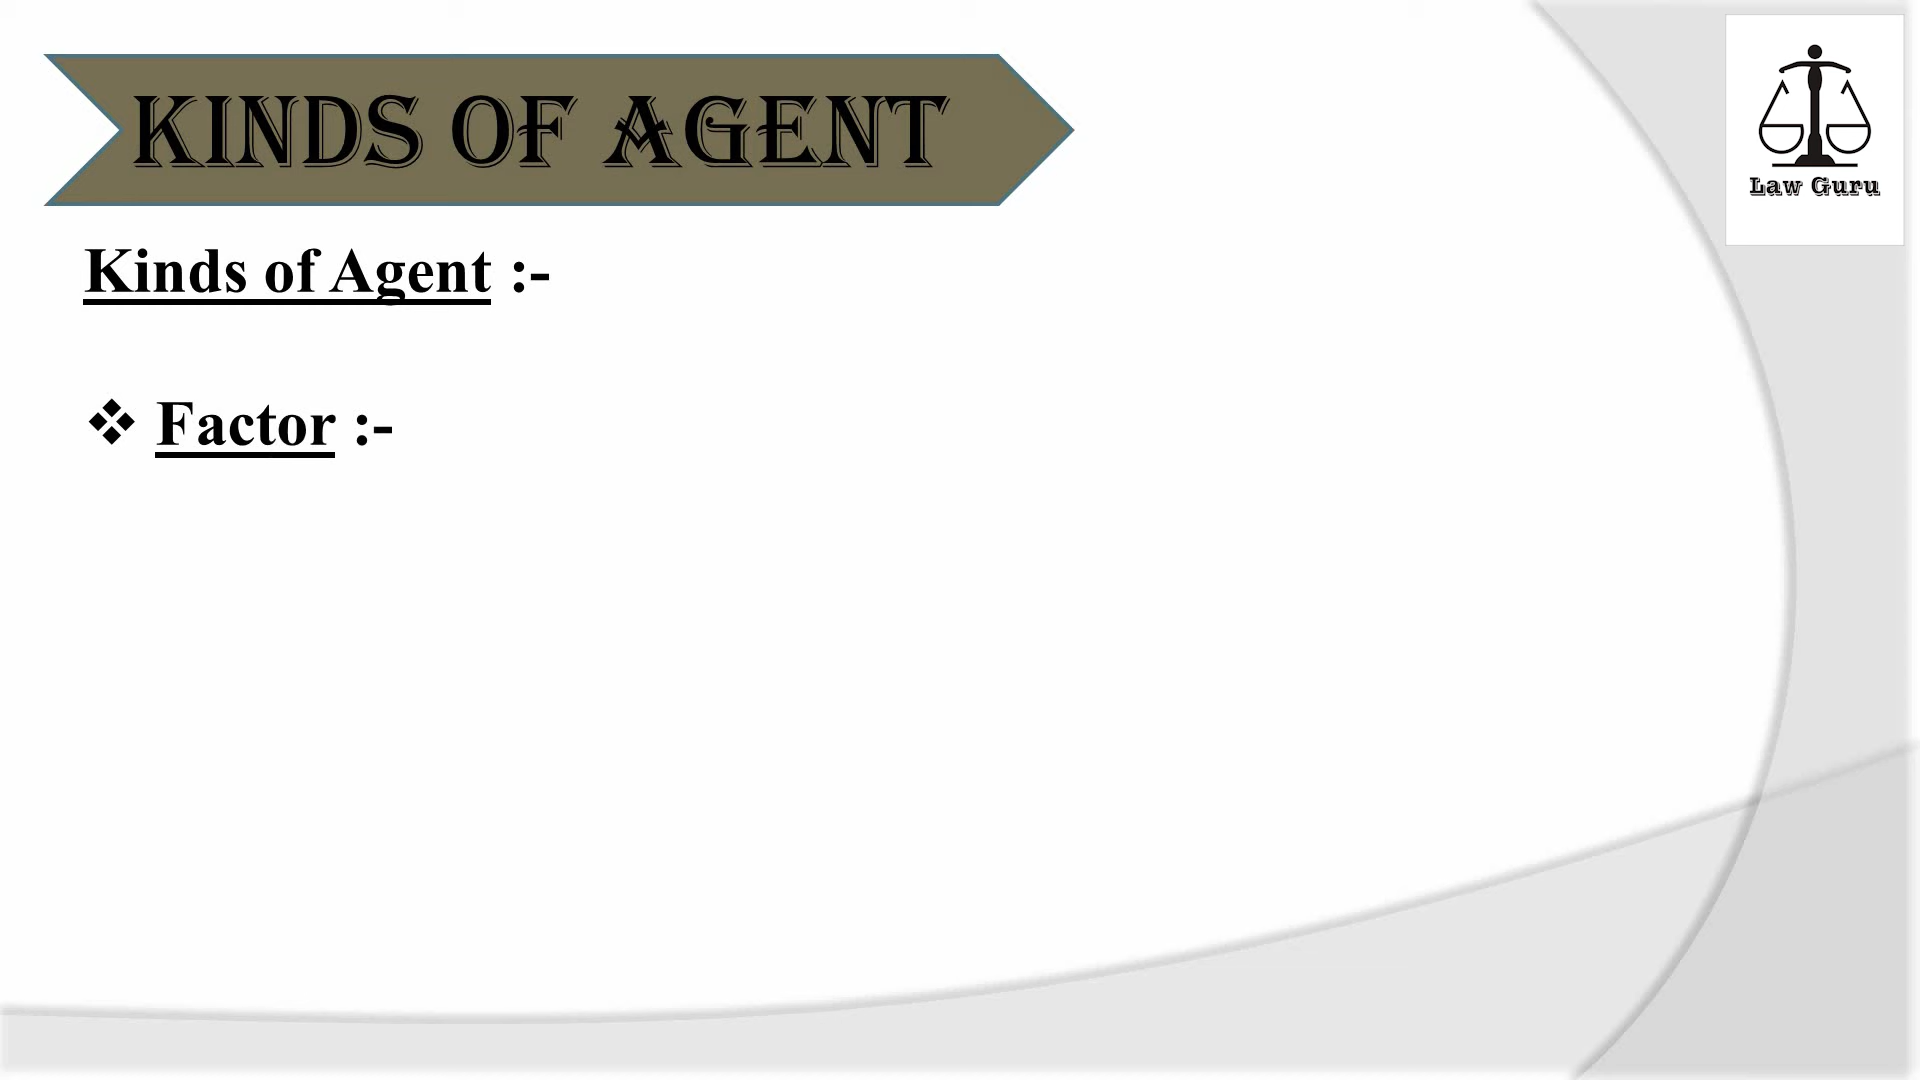 KINDS OF AGENT
Law Guru
Kinds of Agent :-
❖ Factor :-